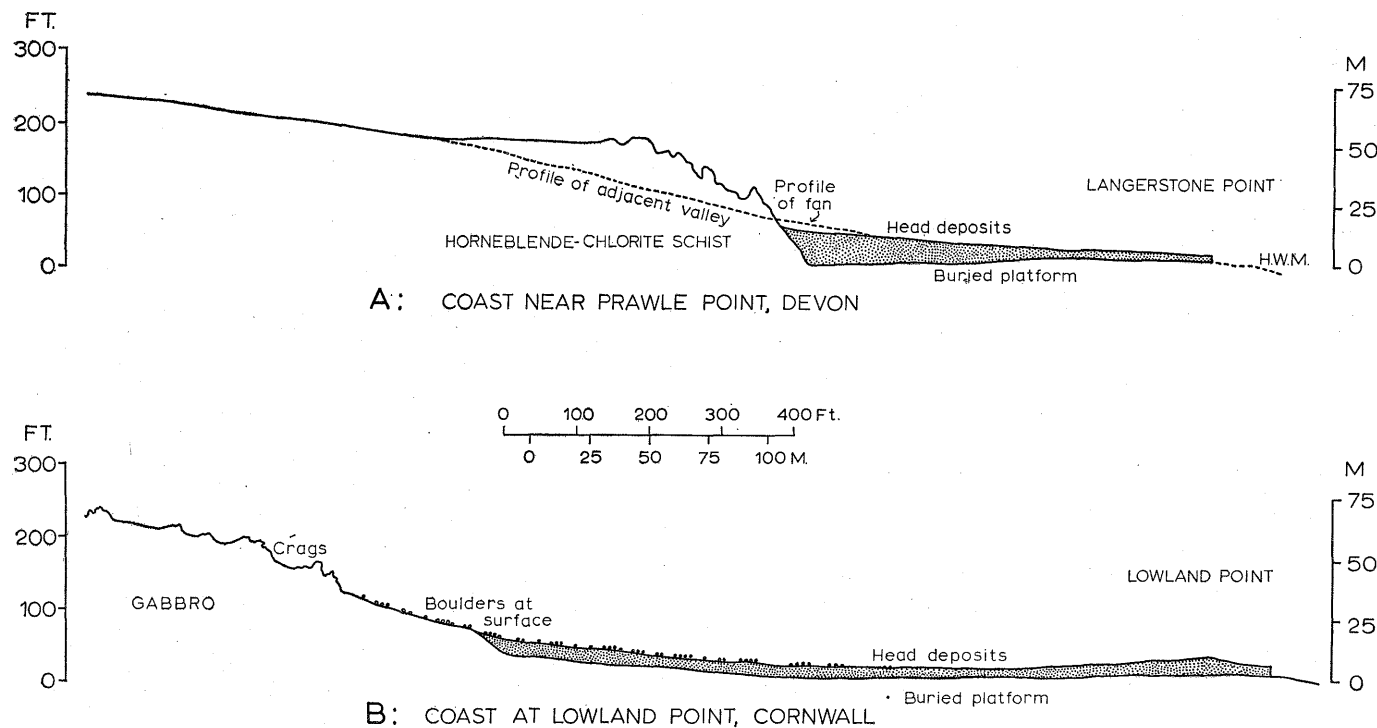 FT.
300
200
100
0
M
75
50
25
0
Profile of adjacent valley
Profile
of fan
HORNEBLENDE-CHLORITE SCHIST
LANGERSTONE POINT
Head deposits
Buried platform
H.W.M.
A: COAST NEAR PRAWLE POINT, DEVON
0 100 200 300 400 Ft.
0 25 50 75 100 M.
FT.
300
200
100
0
M
75
50
25
0
Crags
GABBRO
Boulders at
surface
LOWLAND POINT
Head deposits
Buried platform
B: COAST AT LOWLAND POINT, CORNWALL